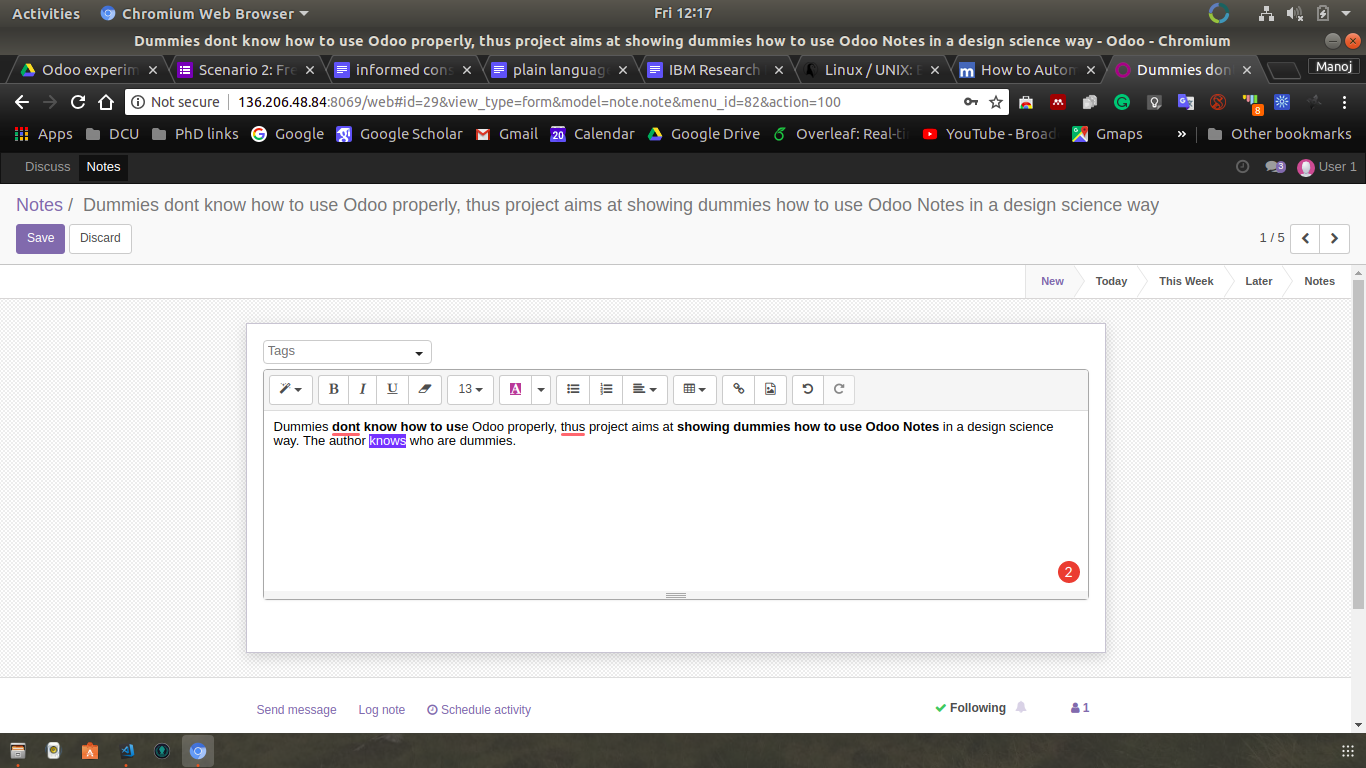 Activities Chromium Web Browser Fri 12:17
Dummies dont know how to use Odoo properly, thus project aims at showing dummes how to use Odoo Notes in a design science way - Odoo - Chromium
Odoo experim Scenario 2: Fre informed cons plain language IBM Research Linux / UNIX: How to Autom Dummies don Manoj
Not secure 136.206.48.84:8069/web#id=29&view_type=form&model=note.note&menu_id=82&action=100 8
Apps DCU PhD links Google Google Scholar Gmail 20 Calendar Google Drive Overleaf: Real-ti YouTube - Broad Gmaps » Other bookmarks
Discuss Notes 3 User 1
Notes / Dummies dont know how to use Odoo properly, thus project aims at showing dummies how to use Odoo Notes in a design science way
Save Discard 1 / 5
New Today This Week Later Notes
Tags
B I U 13 A
Dummies dont know how to use Odoo properly, thus project aims at showing dummies how to use Odoo Notes in a design science
way. The author knows who are dummies.
2
Send message Log note Schedule activity Following 1